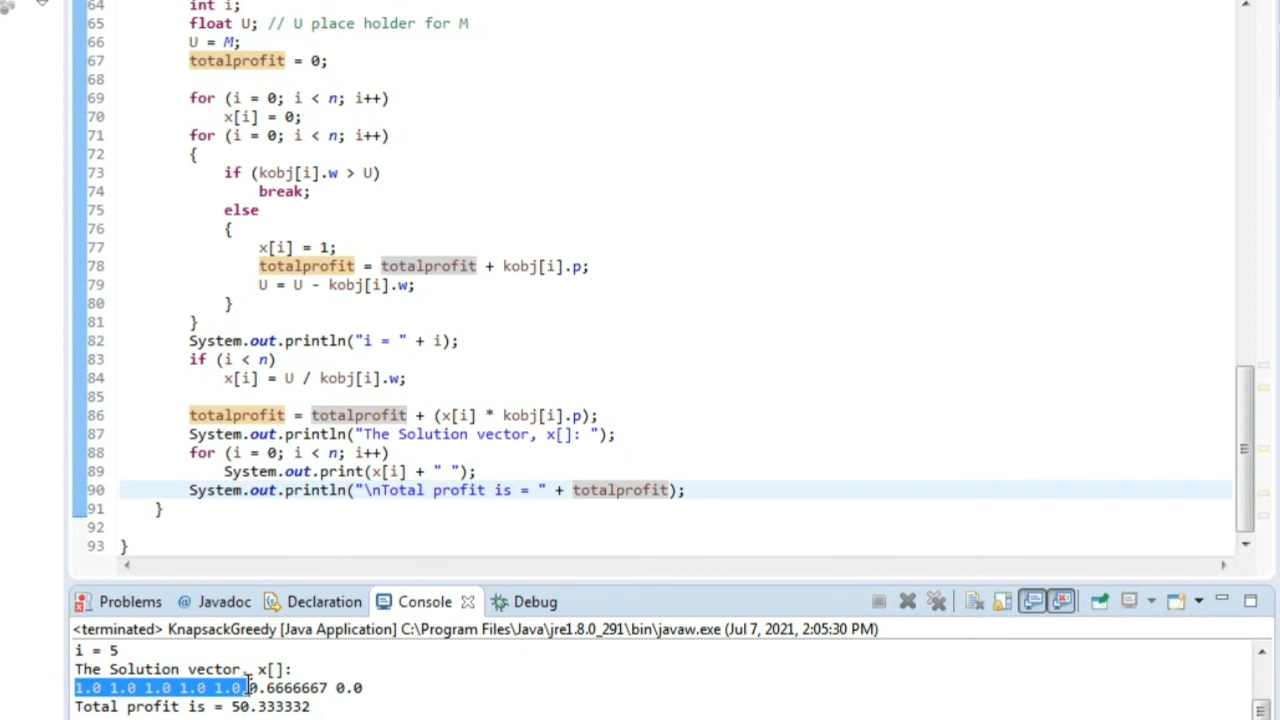 64 int i;
65 float U; // U place holder for M
66 U = M;
67 totalprofit = 0;
68
69 for (i = 0; i < n; i++)
70 x[i] = 0;
71 for (i = 0; i < n; i++)
72 {
73 if (kobj[i].w > U)
74 break;
75 else
76 {
77 x[i] = 1;
78 totalprofit = totalprofit + kobj[i].p;
79 U = U - kobj[i].w;
80 }
81 }
82 System.out.println("i = " + i);
83 if (i < n)
84 x[i] = U / kobj[i].w;
85
86 totalprofit = totalprofit + (x[i] * kobj[i].p);
87 System.out.println("The Solution vector, x[]: ");
88 for (i = 0; i < n; i++)
89 System.out.print(x[i] + " ");
90 System.out.println("\nTotal profit is = " + totalprofit);
91 }
92
93 }
Problems @ Javadoc Declaration Console Debug
<terminated> KnapsackGreedy [Java Application] C:\Program Files\Java\jre1.8.0_291\bin\javaw.exe (Jul 7, 2021, 2:05:30 PM)
i = 5
The Solution vector, x[]:
1.0 1.0 1.0 1.0 1.0 0.6666667 0.0
Total profit is = 50.333332